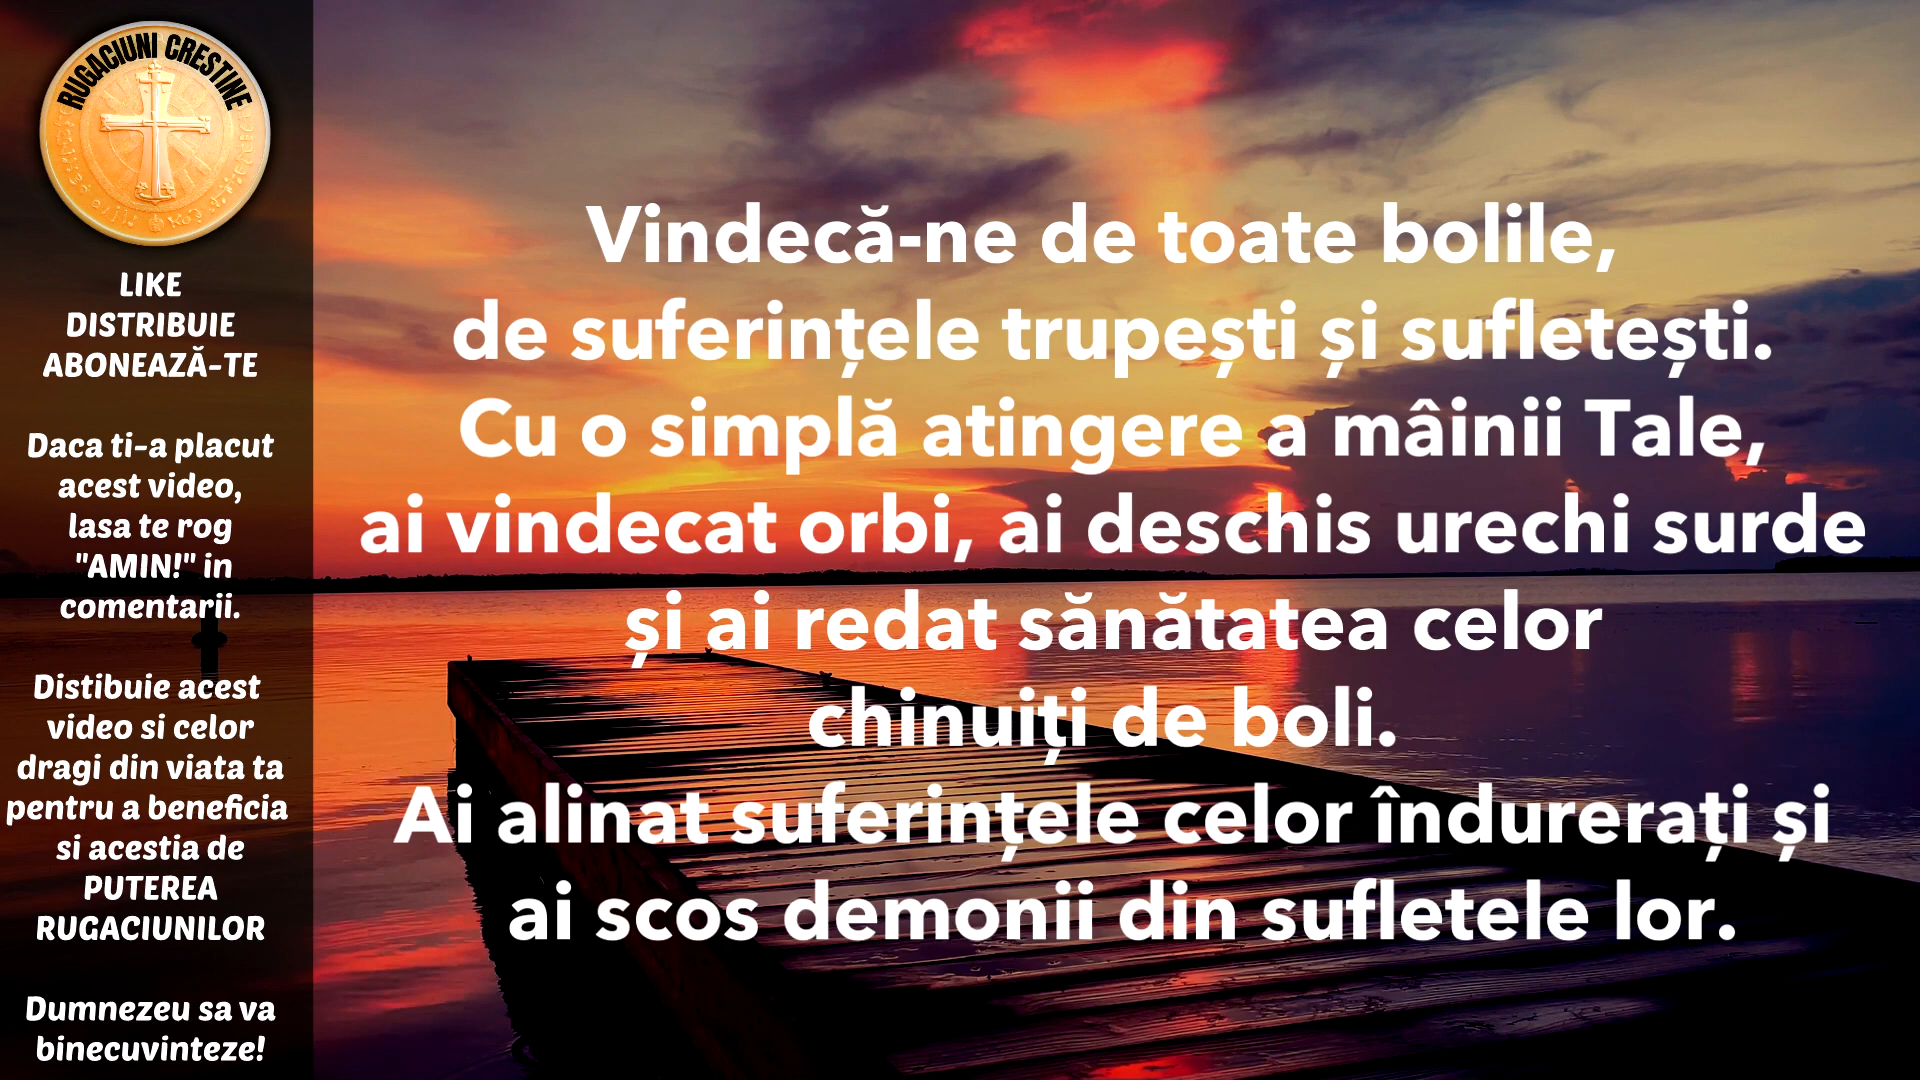 RUGACIUNI CRESTINE
LIKE
DISTRIBUIE
ABONEAZĂ-TE
Daca ti-a placut
acest video,
lasa te rog
"AMIN!" in
comentarii.
Distibuie acest
video si celor
dragi din viata ta
pentru a beneficia
si acestia de
PUTEREA
RUGACIUNILOR
Dumnezeu sa va
binecuvinteze!
Vindecă-ne de toate bolile,
de suferințele trupești și sufletești.
Cu o simplă atingere a mâinii Tale,
ai vindecat orbi, ai deschis urechi surde
și ai redat sănătatea celor
chinuiți de boli.
Ai alinat suferințele celor îndurerați și
ai scos demonii din sufletele lor.